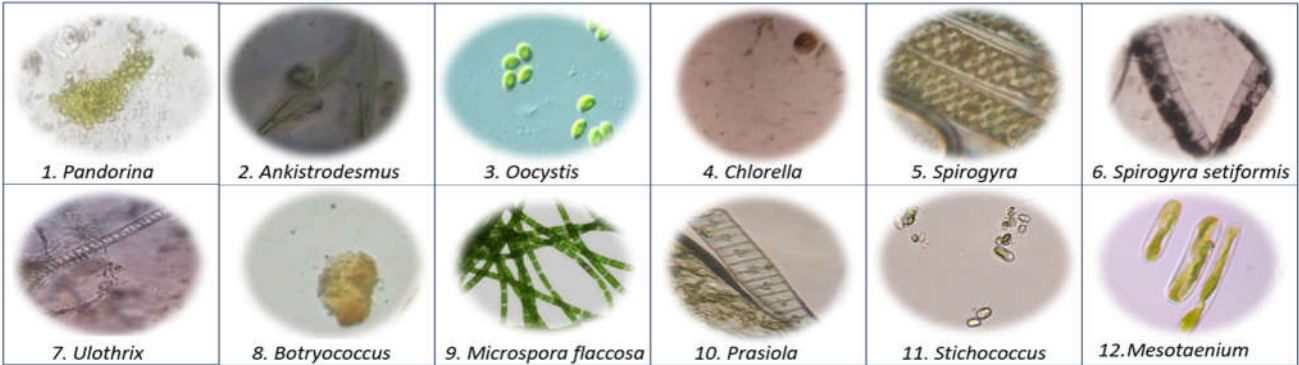 1. Pandorina
2. Ankistrodesmus
3. Oocystis
4. Chlorella
5. Spirogyra
6. Spirogyra setiformis
7. Ulothrix
8. Botryococcus
9. Microspora flaccosa
10. Prasiola
11. Stichococcus
12.Mesotaenium